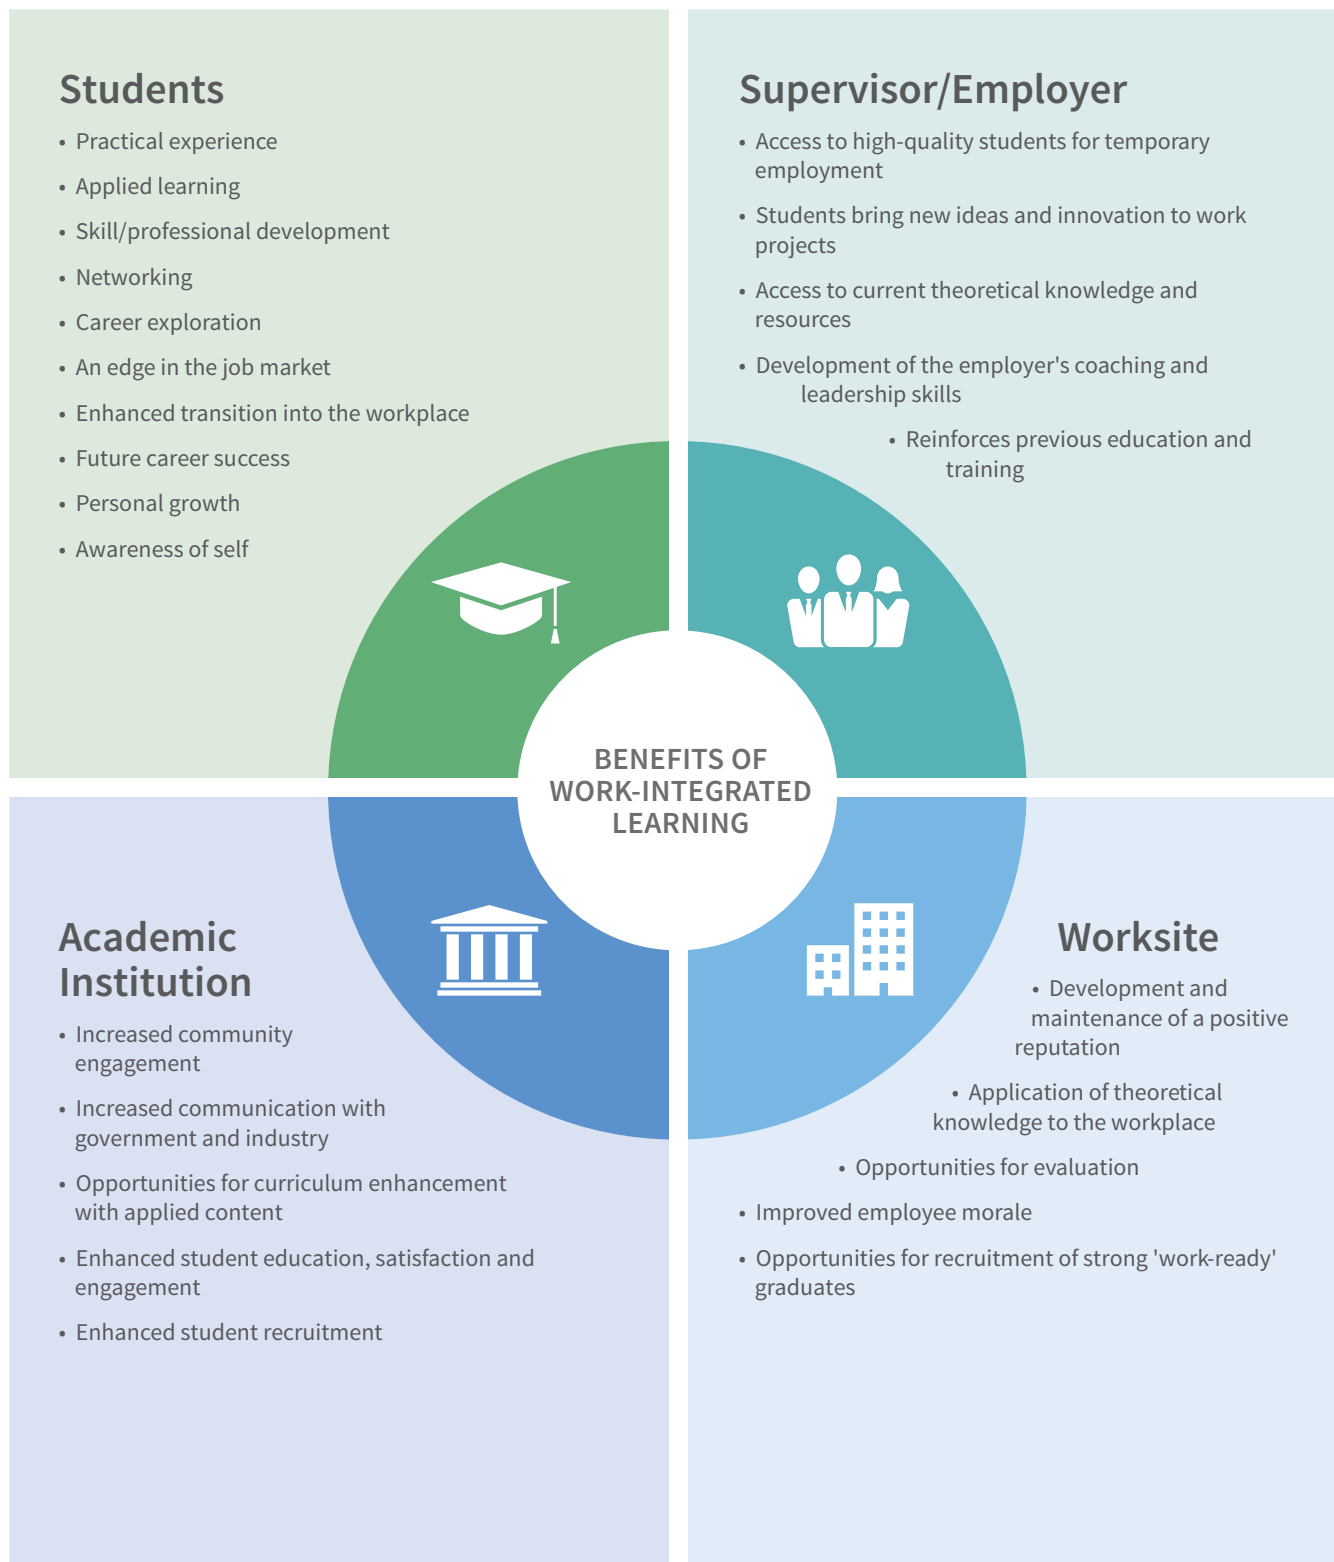 Students
• Practical experience
• Applied learning
• Skill/professional development
• Networking
• Career exploration
• An edge in the job market
• Enhanced transition into the workplace
• Future career success
• Personal growth
• Awareness of self
Supervisor/Employer
• Access to high-quality students for temporary
employment
• Students bring new ideas and innovation to work
projects
• Access to current theoretical knowledge and
resources
• Development of the employer's coaching and
leadership skills
• Reinforces previous education and
training
BENEFITS OF
WORK-INTEGRATED
LEARNING
Academic
Institution
• Increased community
engagement
• Increased communication with
government and industry
• Opportunities for curriculum enhancement
with applied content
• Enhanced student education, satisfaction and
engagement
• Enhanced student recruitment
Worksite
• Development and
maintenance of a positive
reputation
• Application of theoretical
knowledge to the workplace
• Opportunities for evaluation
• Improved employee morale
• Opportunities for recruitment of strong 'work-ready'
graduates